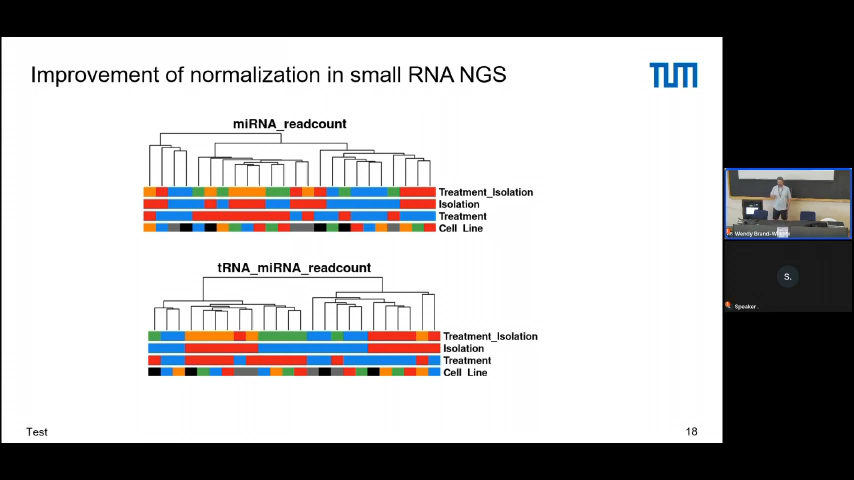 Improvement of normalization in small RNA NGS
TUM
miRNA_readcount
Treatment_Isolation
Isolation
Treatment
Cell_Line
tRNA_miRNA_readcount
Treatment_Isolation
Isolation
Treatment
Cell_Line
Test
18
Wendy Brand-
S.
Speaker